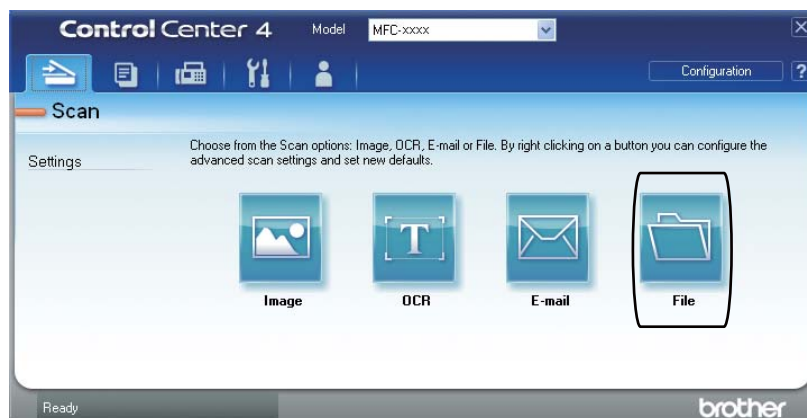 Control Center 4 Model MFC-xxxx X
Configuration ?
Scan
Choose from the Scan options: Image, OCR, E-mail or File. By right clicking on a button you can configure the
advanced scan settings and set new defaults.
Settings
T
Image OCR E-mail File
Ready brother